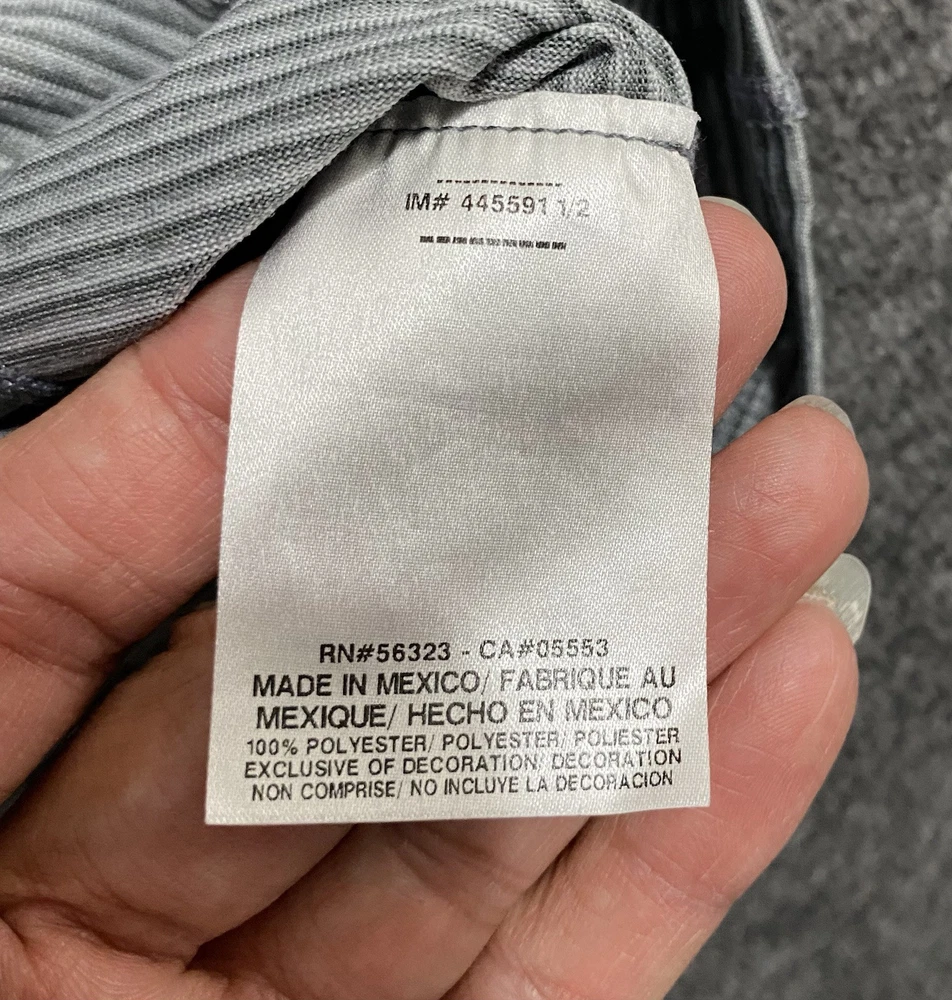 IM# 445591 1/2
RN#56323 - CA#05553
MADE IN MEXICO/ FABRIQUE AU
MEXIQUE/ HECHO EN MEXICO
100% POLYESTER/ POLYESTER/ POLIESTER
EXCLUSIVE OF DECORATION/ DECORATION
NON COMPRISE/ NO INCLUYE LA DECORACION